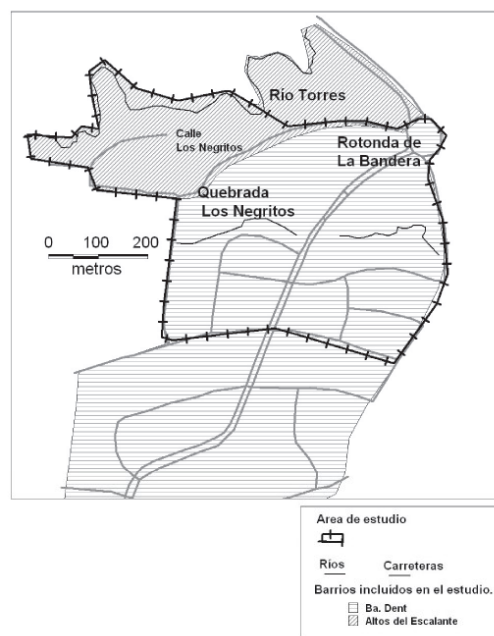 Río Torres
Calle
Los Negritos
Rotonda de
La Bandera
Quebrada
Los Negritos
0 100 200
metros
Area de estudio
Ríos Carreteras
Barrios incluidos en el estudio.
Ba. Dent
Altos del Escalante